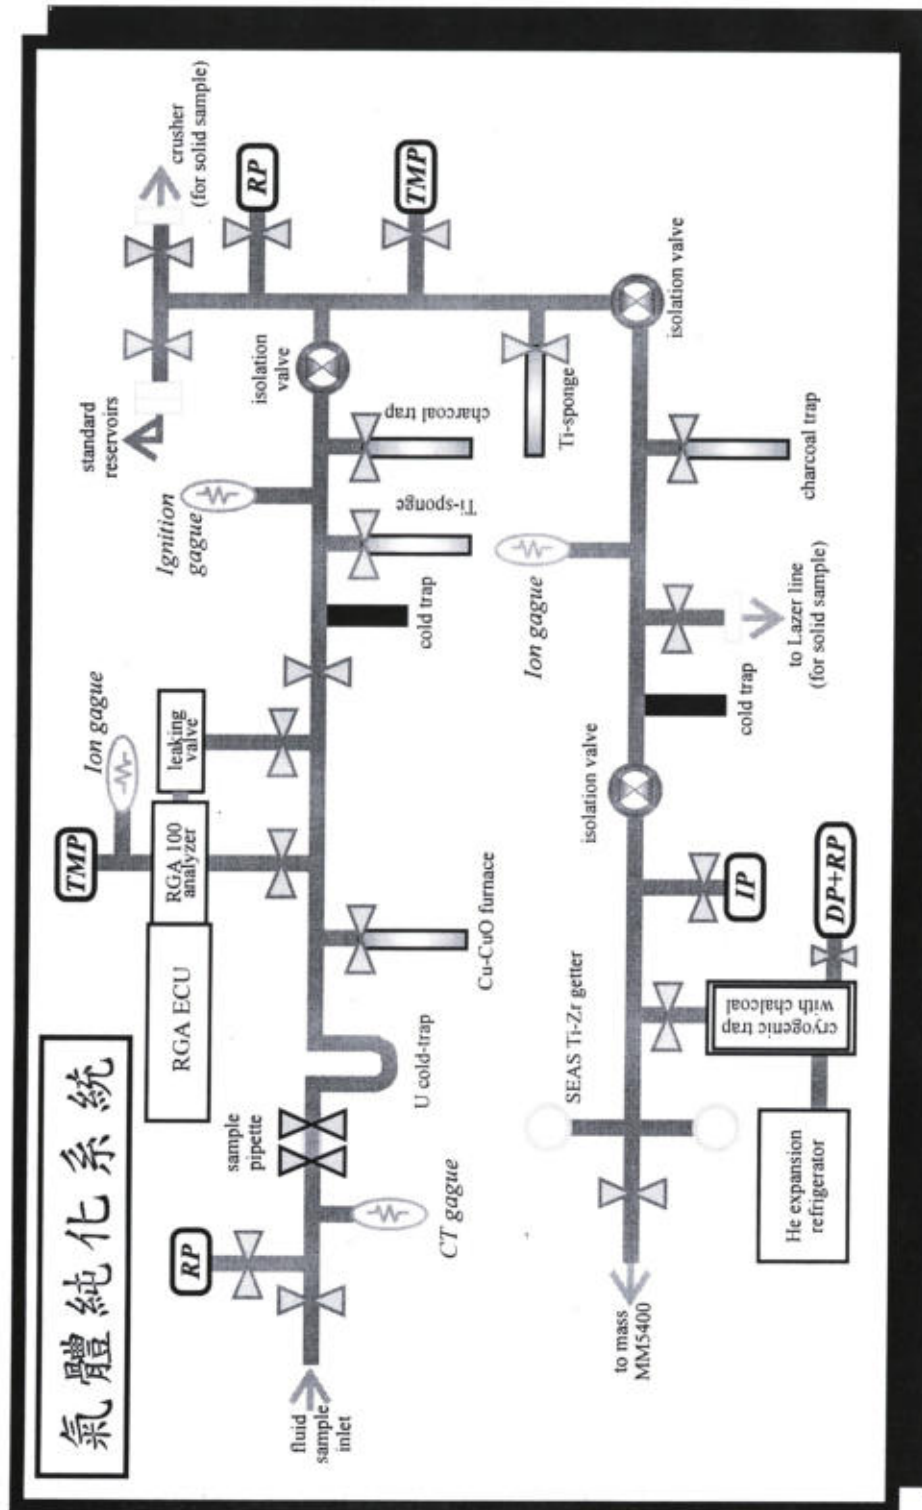 氣體純化系統
TMP
Ion gague
RGA ECU
RGA 100
analyzer
leaking
valve
Ignition
gague
standard
reservoirs
crusher
(for solid sample)
RP
TMP
RP
sample
pipette
fluid
sample
inlet
CT gague
U cold-trap
Cu-CuO furnace
cold trap
Ti-sponge
charcoal trap
isolation
valve
Ti-sponge
isolation valve
Ion gague
charcoal trap
to Lazer line
(for solid sample)
cold trap
isolation valve
IP
DP+RP
cryogenic trap
with chalcoal
SEAS Ti-Zr getter
He expansion
refrigerator
to mass
MM5400